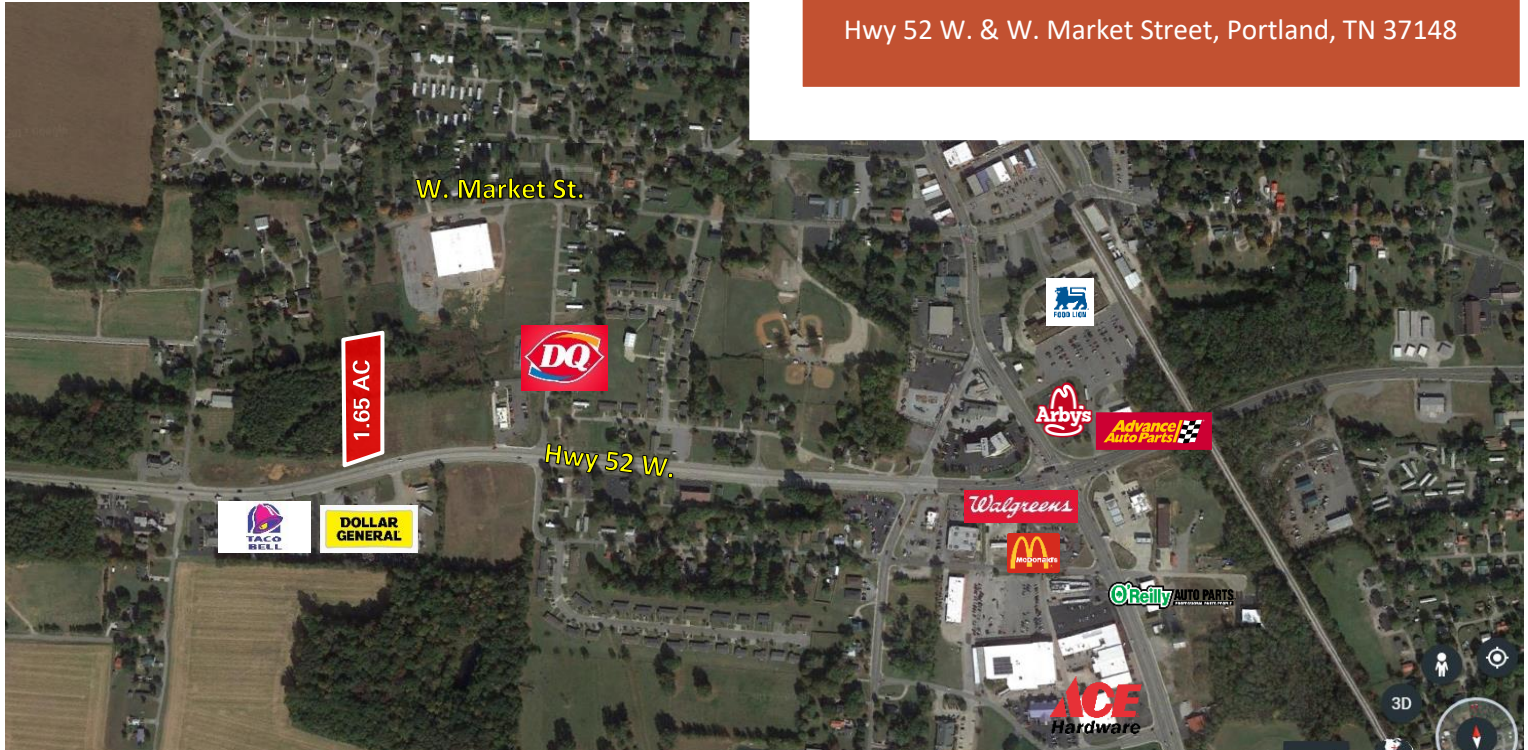 Hwy 52 W. & W. Market Street, Portland, TN 37148
W. Market St.
FOOD LION
DQ
1.65 AC
Arby's
Advance
Auto Parts
Hwy 52 W.
Walgreens
TACO
BELL
DOLLAR
GENERAL
McDonald's
O'Reilly AUTO PARTS
ACE
Hardware
3D